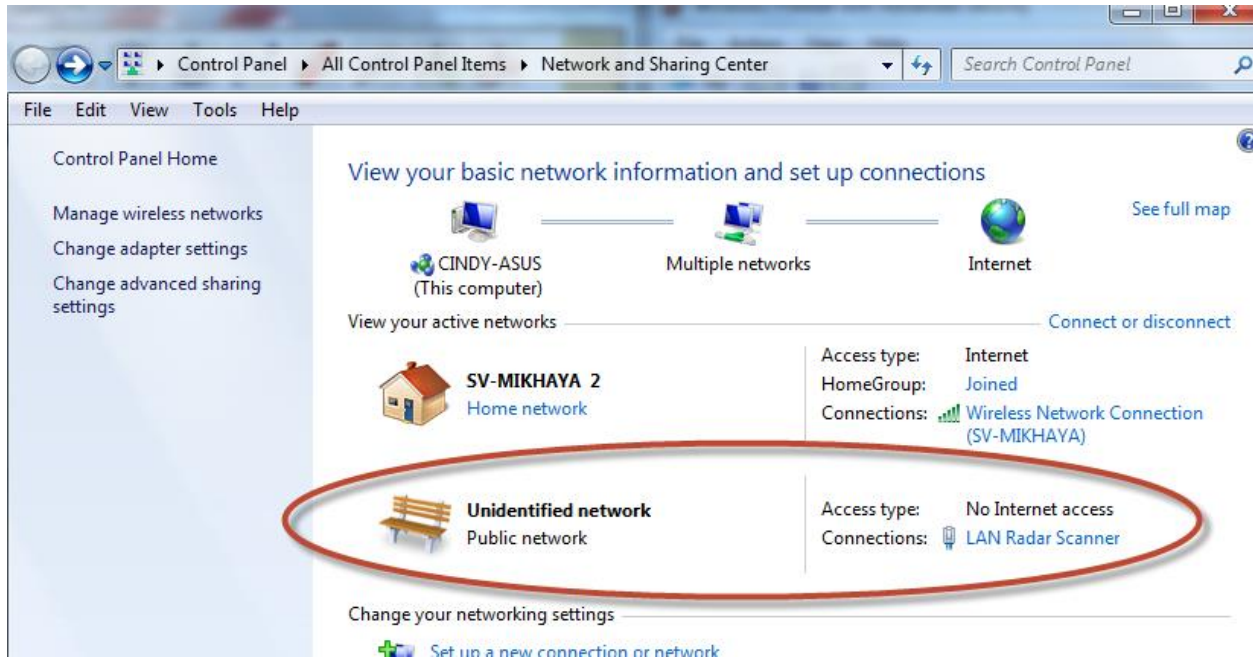 Control Panel ▸ All Control Panel Items ▸ Network and Sharing Center
Search Control Panel
File Edit View Tools Help
Control Panel Home
Manage wireless networks
Change adapter settings
Change advanced sharing
settings
View your basic network information and set up connections
See full map
CINDY-ASUS
(This computer)
Multiple networks
Internet
View your active networks
Connect or disconnect
SV-MIKHAYA 2
Home network
Access type: Internet
HomeGroup: Joined
Connections: Wireless Network Connection
(SV-MIKHAYA)
Unidentified network
Public network
Access type: No Internet access
Connections: LAN Radar Scanner
Change your networking settings
Set up a new connection or network